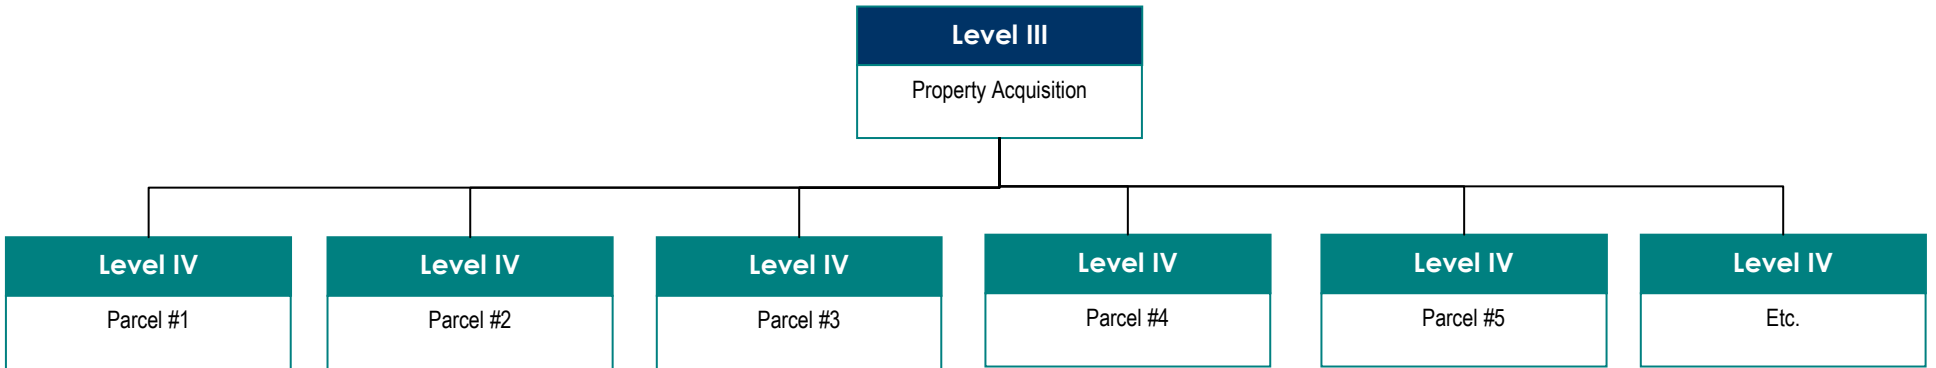 Level III
Property Acquisition
Level IV
Parcel #1
Level IV
Parcel #2
Level IV
Parcel #3
Level IV
Parcel #4
Level IV
Parcel #5
Level IV
Etc.